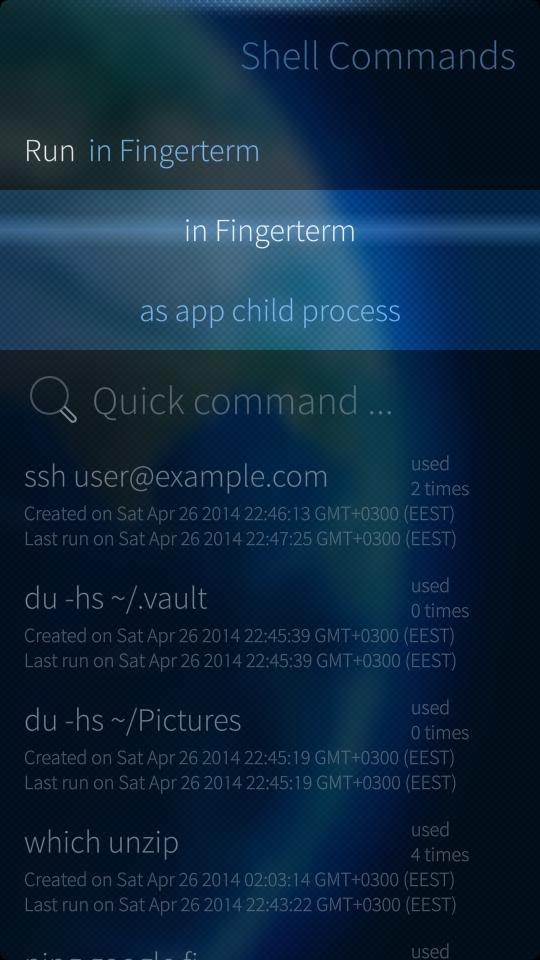 Shell Commands
Run in Fingerterm
in Fingerterm
as app child process
Quick command ...
ssh user@example.com
used
2 times
Created on Sat Apr 26 2014 22:46:13 GMT+0300 (EEST)
Last run on Sat Apr 26 2014 22:47:25 GMT+0300 (EEST)
du -hs ~/.vault
used
0 times
Created on Sat Apr 26 2014 22:45:39 GMT+0300 (EEST)
Last run on Sat Apr 26 2014 22:45:39 GMT+0300 (EEST)
du -hs ~/Pictures
used
0 times
Created on Sat Apr 26 2014 22:45:19 GMT+0300 (EEST)
Last run on Sat Apr 26 2014 22:45:19 GMT+0300 (EEST)
which unzip
used
4 times
Created on Sat Apr 26 2014 02:03:14 GMT+0300 (EEST)
Last run on Sat Apr 26 2014 22:43:22 GMT+0300 (EEST)
used